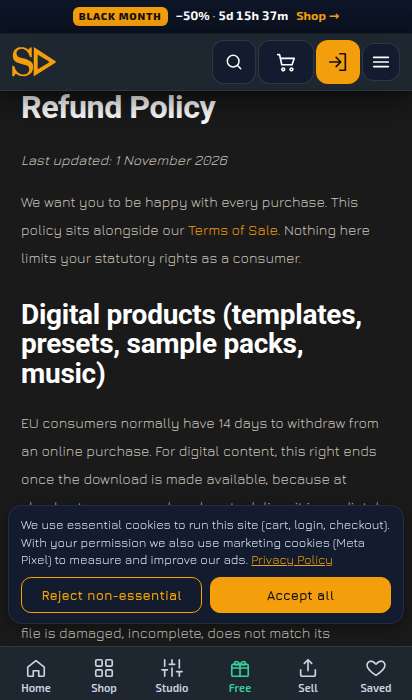 BLACK MONTH −50% · 5d 15h 37m Shop →
S
Refund Policy
Last updated: 1 November 2026
We want you to be happy with every purchase. This
policy sits alongside our Terms of Sale. Nothing here
limits your statutory rights as a consumer.
Digital products (templates,
presets, sample packs,
music)
EU consumers normally have 14 days to withdraw from
an online purchase. For digital content, this right ends
once the download is made available, because at
We use essential cookies to run this site (cart, login, checkout).
With your permission we also use marketing cookies (Meta
Pixel) to measure and improve our ads. Privacy Policy
Reject non-essential Accept all
file is damaged, incomplete, does not match its
Home Shop Studio Free Sell Saved